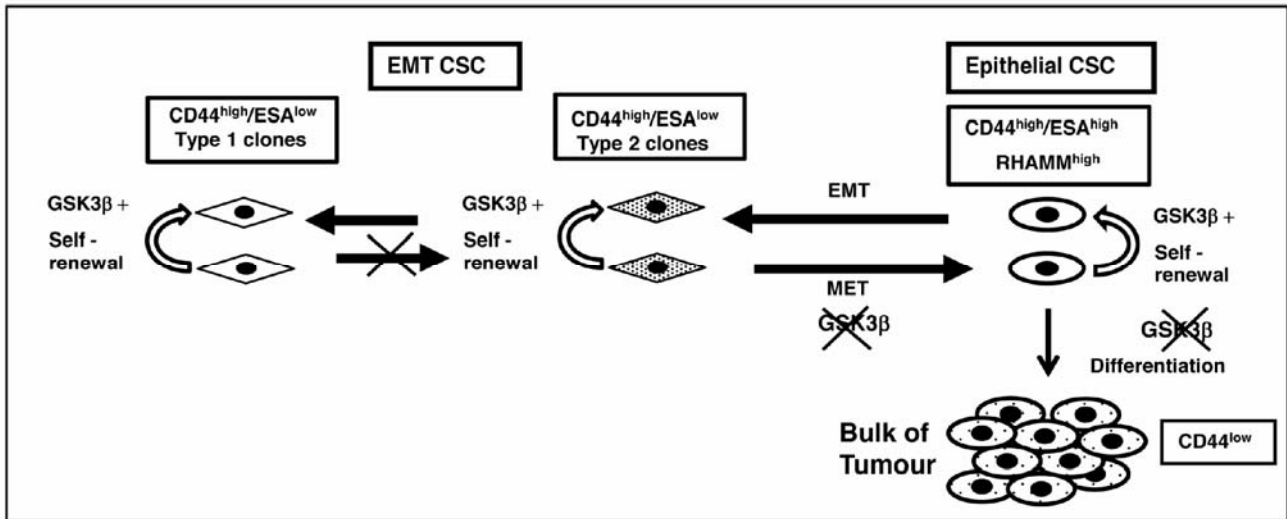 EMT CSC
Epithelial CSC
CD44high/ESAlow
Type 1 clones
CD44high/ESAlow
Type 2 clones
CD44high/ESAhigh
RHAMMhigh
GSK3β +
Self -
renewal
GSK3β +
Self -
renewal
EMT
MET
GSK3β
GSK3β +
Self -
renewal
GSK3β
Differentiation
Bulk of
Tumour
CD44low